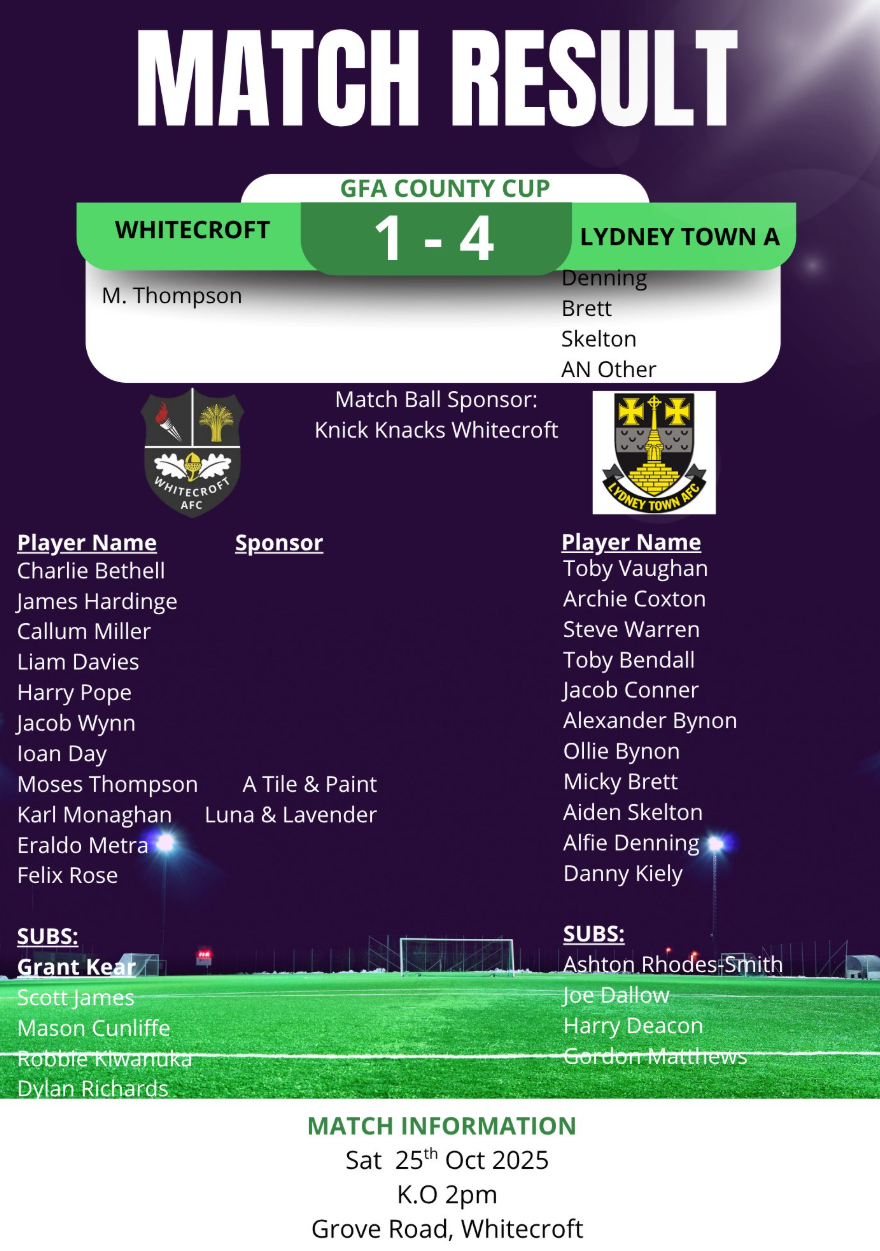 MATCH RESULT
GFA COUNTY CUP
WHITECROFT
1 - 4
LYDNEY TOWN A
M. Thompson
Denning
Brett
Skelton
AN Other
Match Ball Sponsor:
Knick Knacks Whitecroft
WHITECROFT
AFC
LYDNEY TOWN AFC
Player Name Sponsor
Charlie Bethell
James Hardinge
Callum Miller
Liam Davies
Harry Pope
Jacob Wynn
Ioan Day
Moses Thompson A Tile & Paint
Karl Monaghan Luna & Lavender
Eraldo Metra
Felix Rose
SUBS:
Grant Kear
Scott James
Mason Cunliffe
Robbie Kiwanuka
Dylan Richards
Player Name
Toby Vaughan
Archie Coxton
Steve Warren
Toby Bendall
Jacob Conner
Alexander Bynon
Ollie Bynon
Micky Brett
Aiden Skelton
Alfie Denning
Danny Kiely
SUBS:
Ashton Rhodes-Smith
Joe Dallow
Harry Deacon
Gordon Matthews
MATCH INFORMATION
Sat 25th Oct 2025
K.O 2pm
Grove Road, Whitecroft